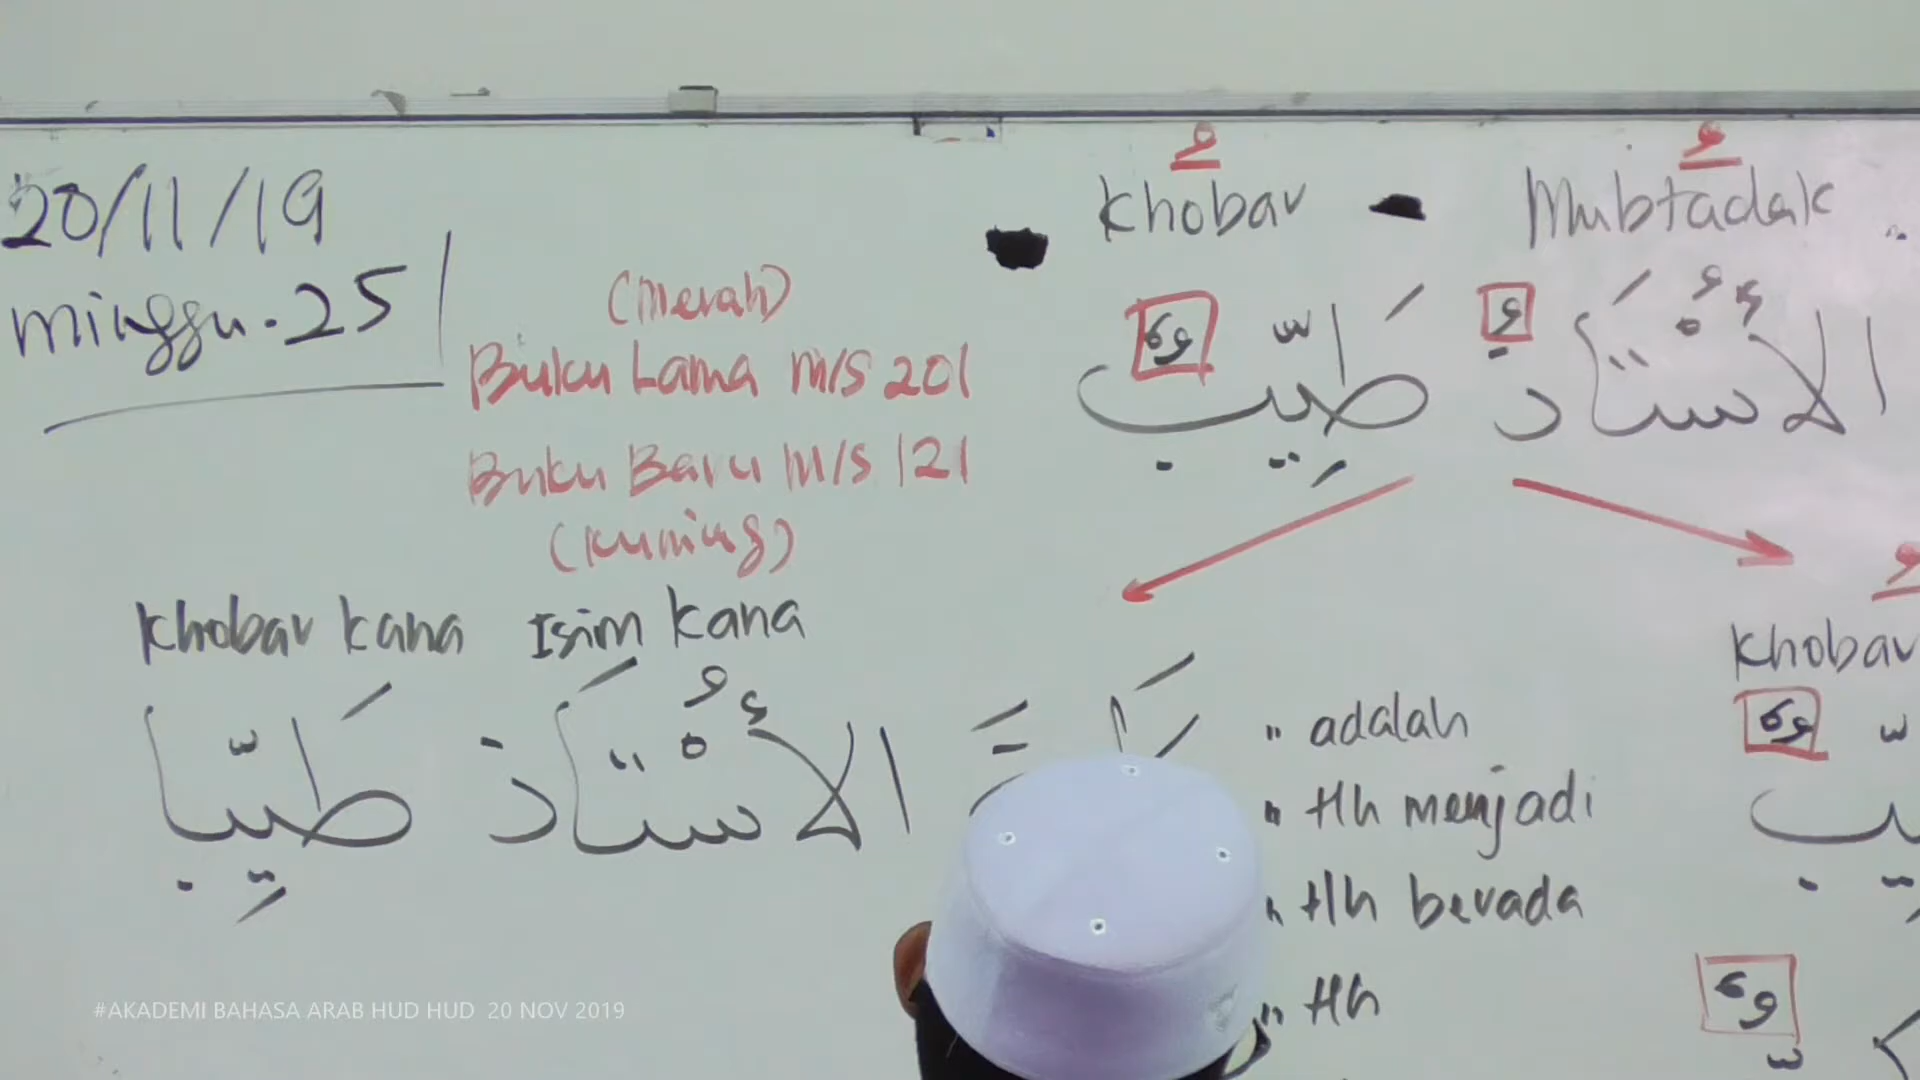 20/11/19
minggu. 25
(Merah)
Buku Lama m/s 201
Buku Baru m/s 121
(kuning)
Khobar - Mubtadak
الأُسْتَاذُ طَيِّبٌ
Khobar Kana Isim Kana
الأُسْتَاذ طَيِّبًا
" adalah
" tlh menjadi
" tlh berada
" tlh
Khobar
#AKADEMI BAHASA ARAB HUD HUD 20 NOV 2019